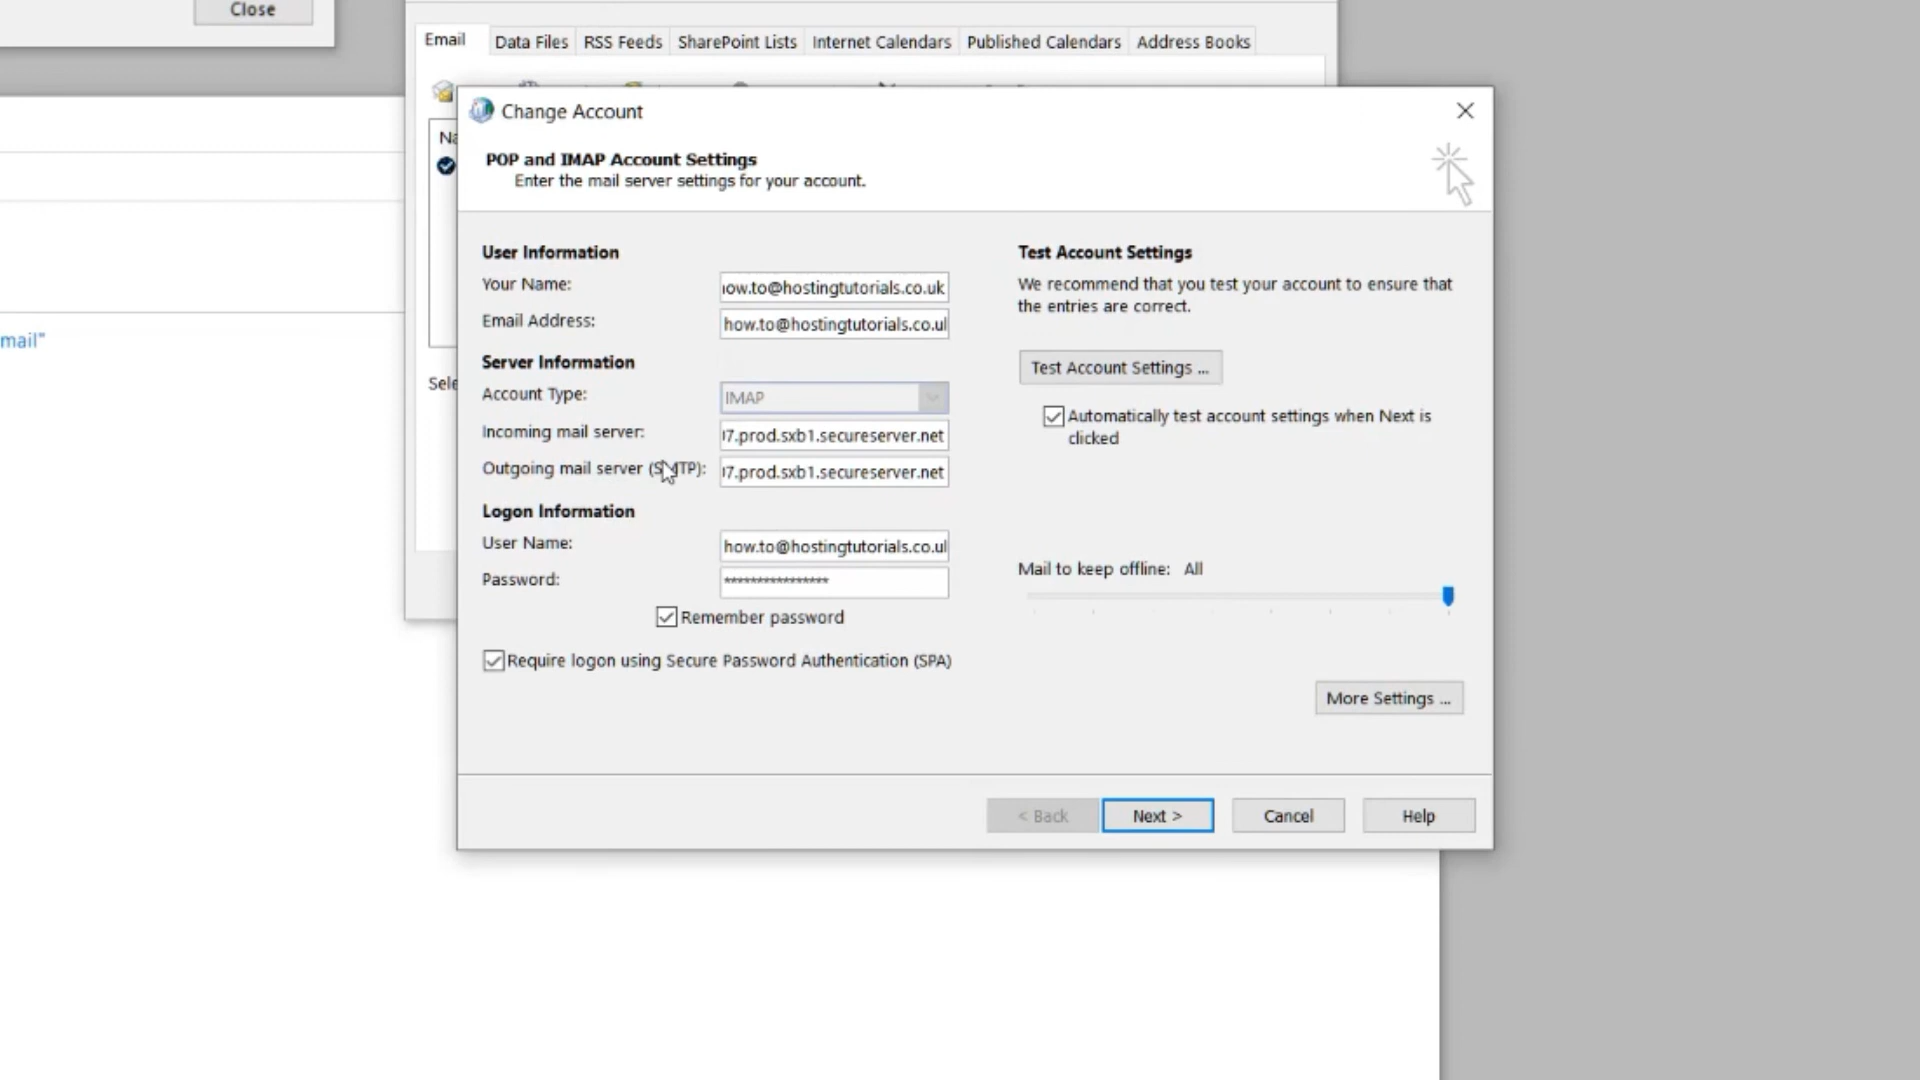 Close
Email
Data Files
RSS Feeds
SharePoint Lists
Internet Calendars
Published Calendars
Address Books
Na
Change Account
POP and IMAP Account Settings
Enter the mail server settings for your account.
User Information
Your Name:
ow.to@hostingtutorials.co.uk
Email Address:
how.to@hostingtutorials.co.ul
Server Information
Account Type:
IMAP
Incoming mail server:
7.prod.sxb1.secureserver.net
Outgoing mail server (SMTP):
7.prod.sxb1.secureserver.net
Logon Information
User Name:
how.to@hostingtutorials.co.ul
Password:
****************
Remember password
Require logon using Secure Password Authentication (SPA)
Test Account Settings
We recommend that you test your account to ensure that
the entries are correct.
Test Account Settings ...
Automatically test account settings when Next is
clicked
Mail to keep offline: All
More Settings ...
< Back
Next >
Cancel
Help
mail"
Sele